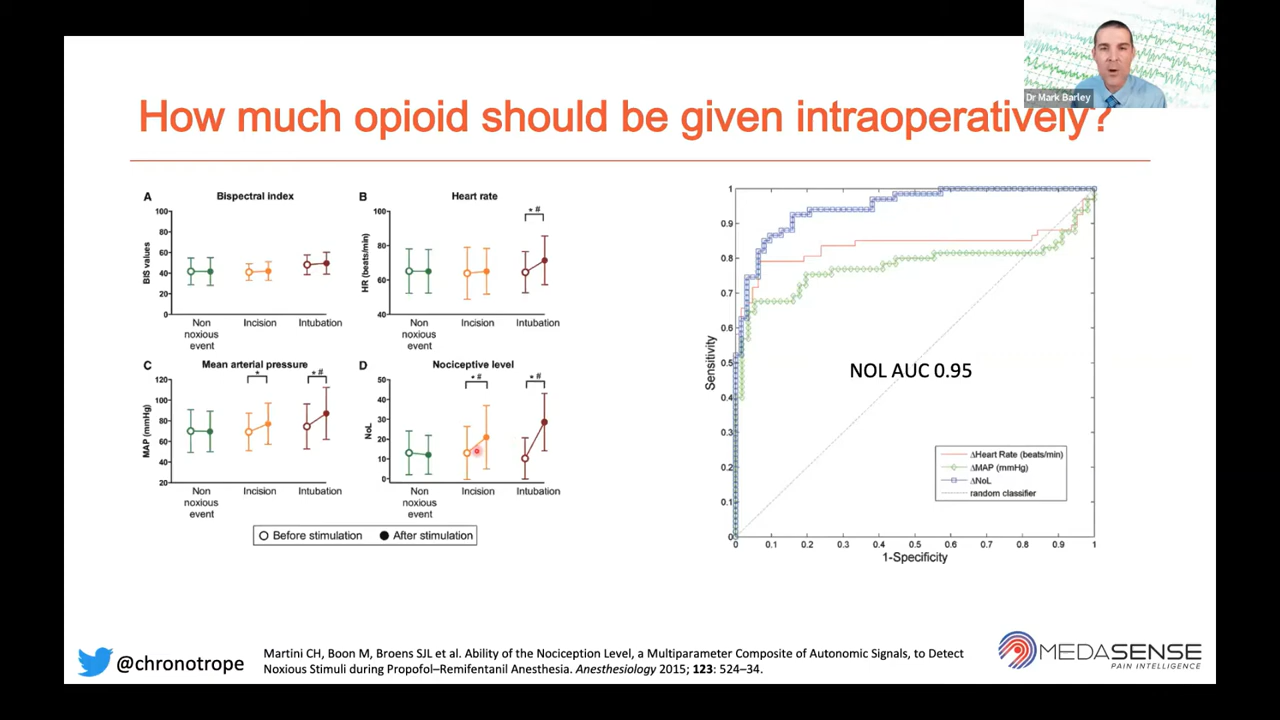 Dr Mark Barley
How much opioid should be given intraoperatively?
A
Bispectral index
BIS values
100
80
60
40
20
0
Non
noxious
event
Incision
Intubation
B
Heart rate
HR (beats/min)
100
80
60
40
* #
Non
noxious
event
Incision
Intubation
C
Mean arterial pressure
MAP (mmHg)
120
100
80
60
40
20
*
* #
Non
noxious
event
Incision
Intubation
D
Nociceptive level
NoL
50
40
30
20
10
0
* #
* #
Non
noxious
event
Incision
Intubation
Before stimulation
After stimulation
Sensitivity
1
0.9
0.8
0.7
0.6
0.5
0.4
0.3
0.2
0.1
0
NOL AUC 0.95
ΔHeart Rate (beats/min)
ΔMAP (mmHg)
ΔNoL
random classifier
0 0.1 0.2 0.3 0.4 0.5 0.6 0.7 0.8 0.9 1
1-Specificity
@chronotrope
Martini CH, Boon M, Broens SJL et al. Ability of the Nociception Level, a Multiparameter Composite of Autonomic Signals, to Detect
Noxious Stimuli during Propofol–Remifentanil Anesthesia. Anesthesiology 2015; 123: 524–34.
MEDASENSE
PAIN INTELLIGENCE